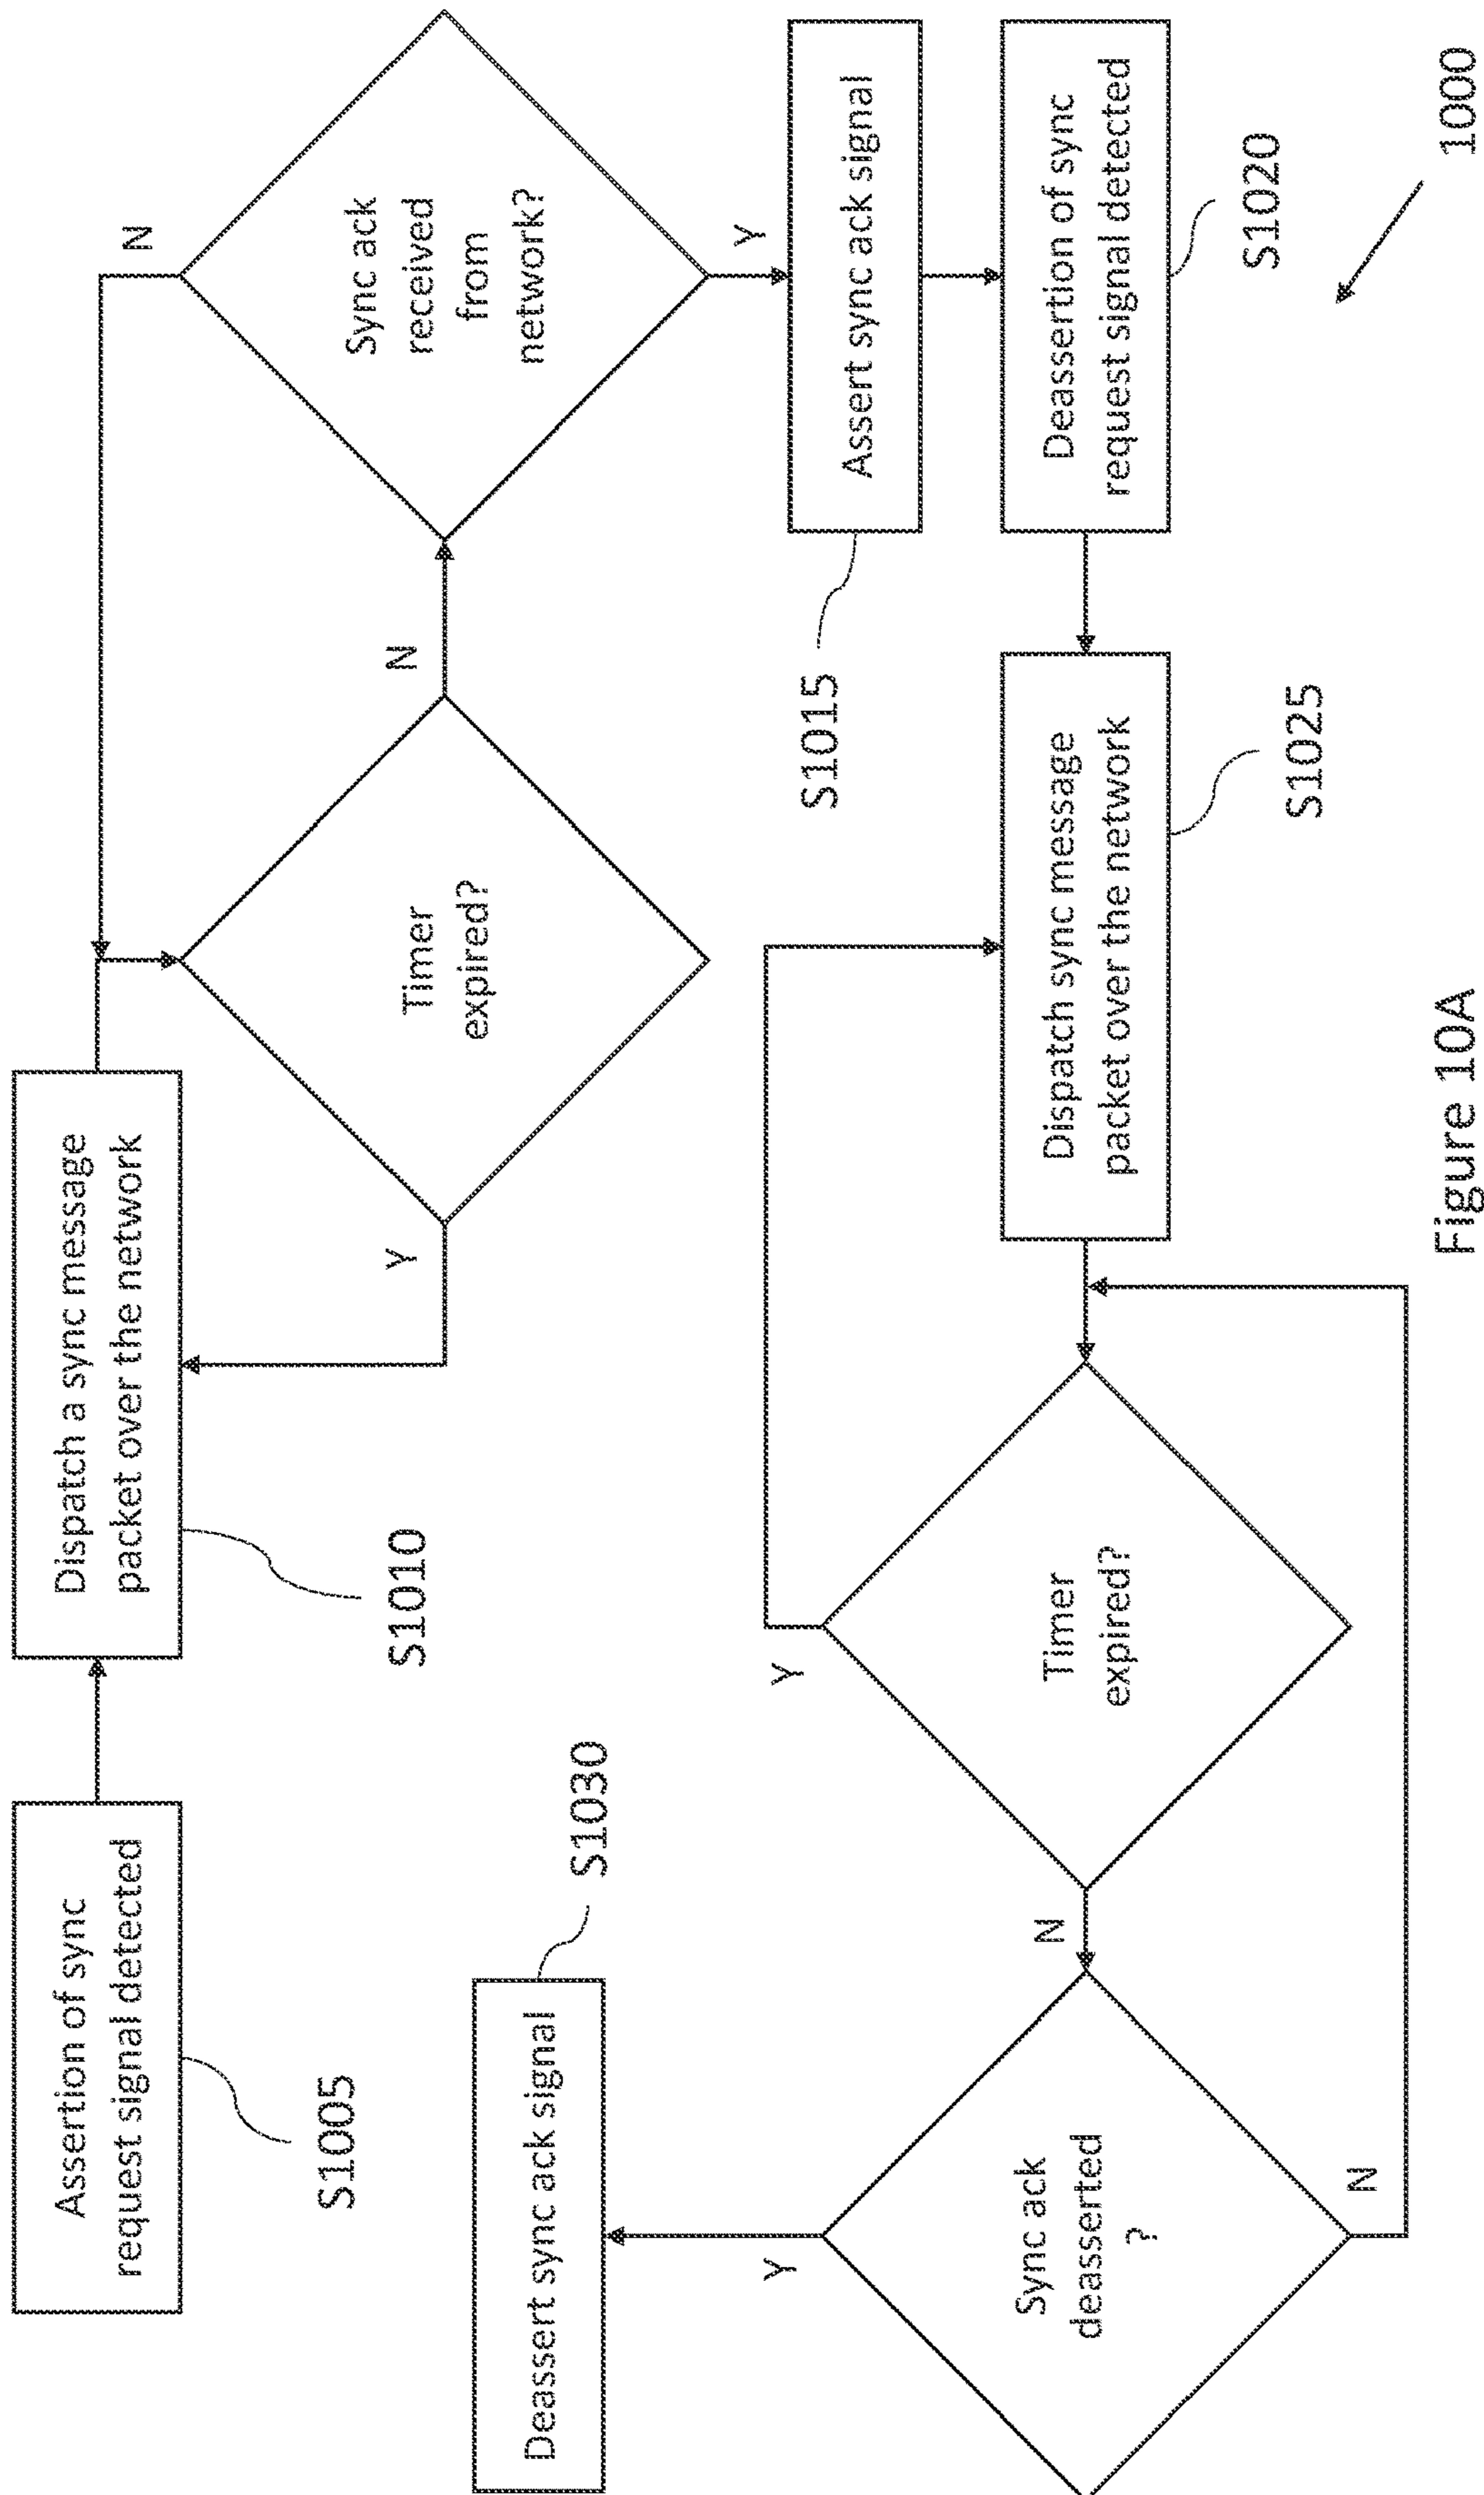 Assertion of sync
request signal detected
S1005
Dispatch a sync message
packet over the network
S1010
Timer
expired?
Y
N
Sync ack
received
from
network?
N
Y
Assert sync ack signal
S1015
Deassertion of sync
request signal detected
S1020
Dispatch sync message
packet over the network
S1025
Timer
expired?
Y
N
Sync ack
deasserted
?
Y
N
Deassert sync ack signal
S1030
1000
Figure 10A